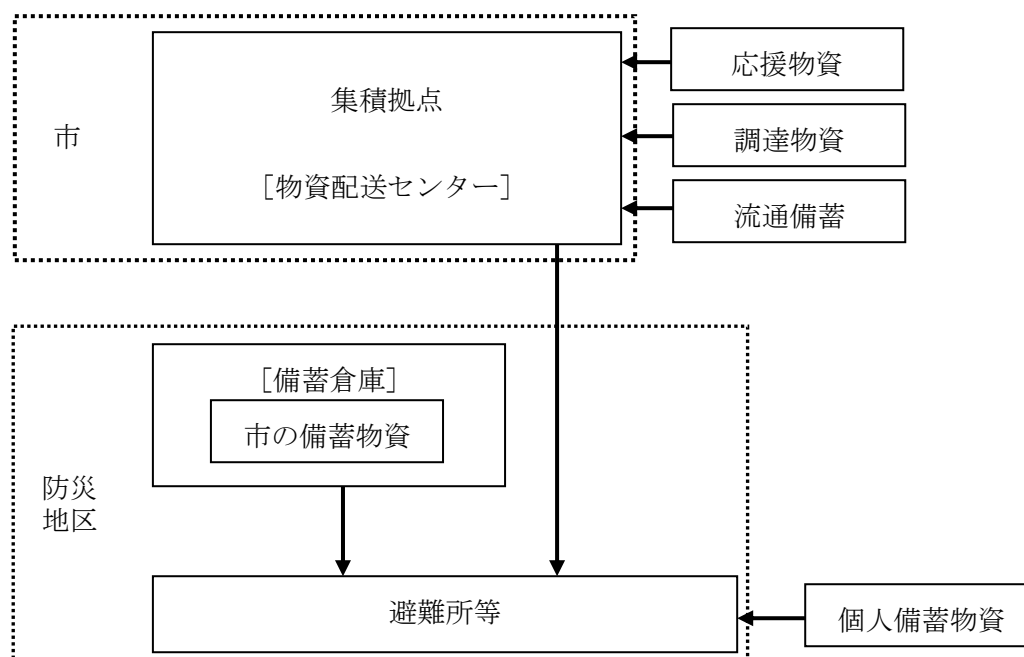 応援物資
集積拠点
市
調達物資
［物資配送センター］
流通備蓄
［備蓄倉庫］
市の備蓄物資
防災
地区
避難所等
個人備蓄物資